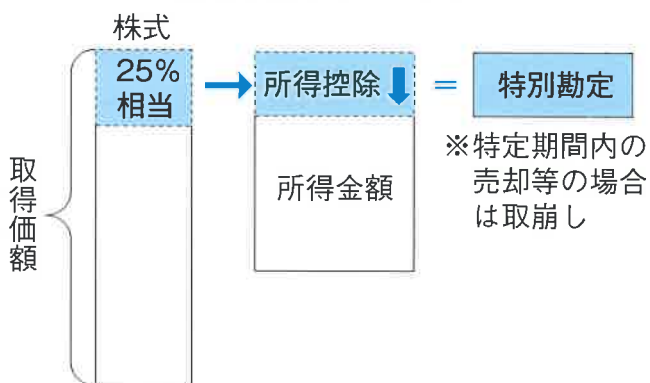 株式
25%
相当
所得控除
=
特別勘定
※特定期間内の
売却等の場合
は取崩し
所得金額
取得価額